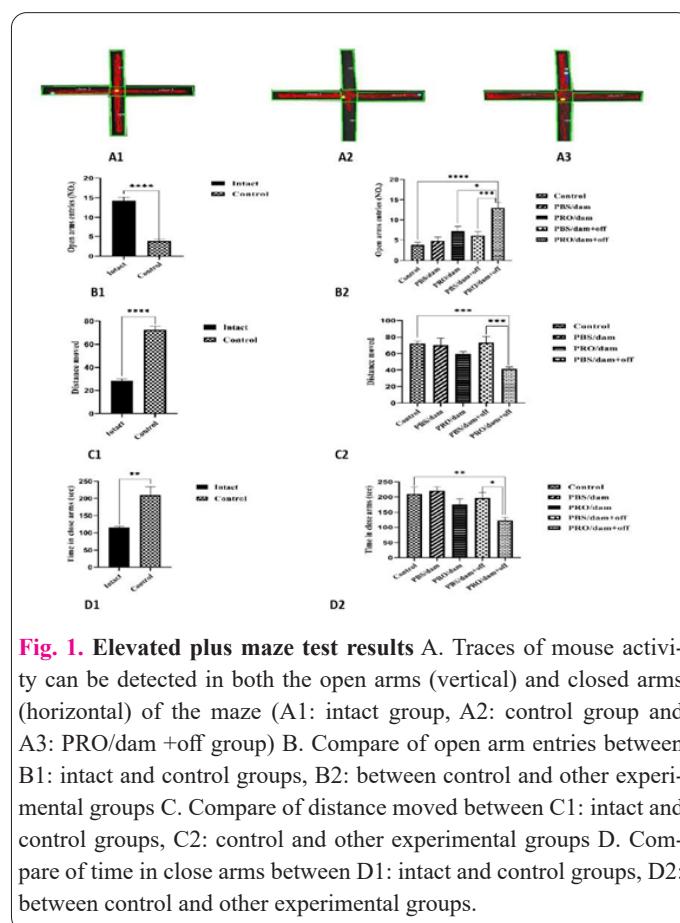 A1
A2
A3
Open arms entries (NO.)
20
15
10
5
0
****
Intact
Control
Intact
Control
B1
Open arms entries (NO.)
20
15
10
5
0
****
*
***
Control
PBS/dam
PRO/dam
PBS/dam+off
PRO/dam+off
Control
PBS/dam
PRO/dam
PBS/dam+off
PRO/dam+off
B2
Distance moved
80
60
40
20
0
****
Intact
Control
Intact
Control
C1
Distance moved
100
80
60
40
20
0
***
***
Control
PBS/dam
PRO/dam
PBS/dam+off
PRO/dam+off
Control
PBS/dam
PRO/dam
PBS/dam+off
C2
Time in close arms (sec)
250
200
150
100
50
0
**
Intact
Control
Intact
Control
D1
Time in close arms (sec)
300
250
200
150
100
50
0
**
*
Control
PBS/dam
PRO/dam
PBS/dam+off
PRO/dam+off
Control
PBS/dam
PRO/dam
PBS/dam+off
PRO/dam+off
D2
Fig. 1. Elevated plus maze test results A. Traces of mouse activi-
ty can be detected in both the open arms (vertical) and closed arms
(horizontal) of the maze (A1: intact group, A2: control group and
A3: PRO/dam +off group) B. Compare of open arm entries between
B1: intact and control groups, B2: between control and other experi-
mental groups C. Compare of distance moved between C1: intact and
control groups, C2: control and other experimental groups D. Com-
pare of time in close arms between D1: intact and control groups, D2:
between control and other experimental groups.